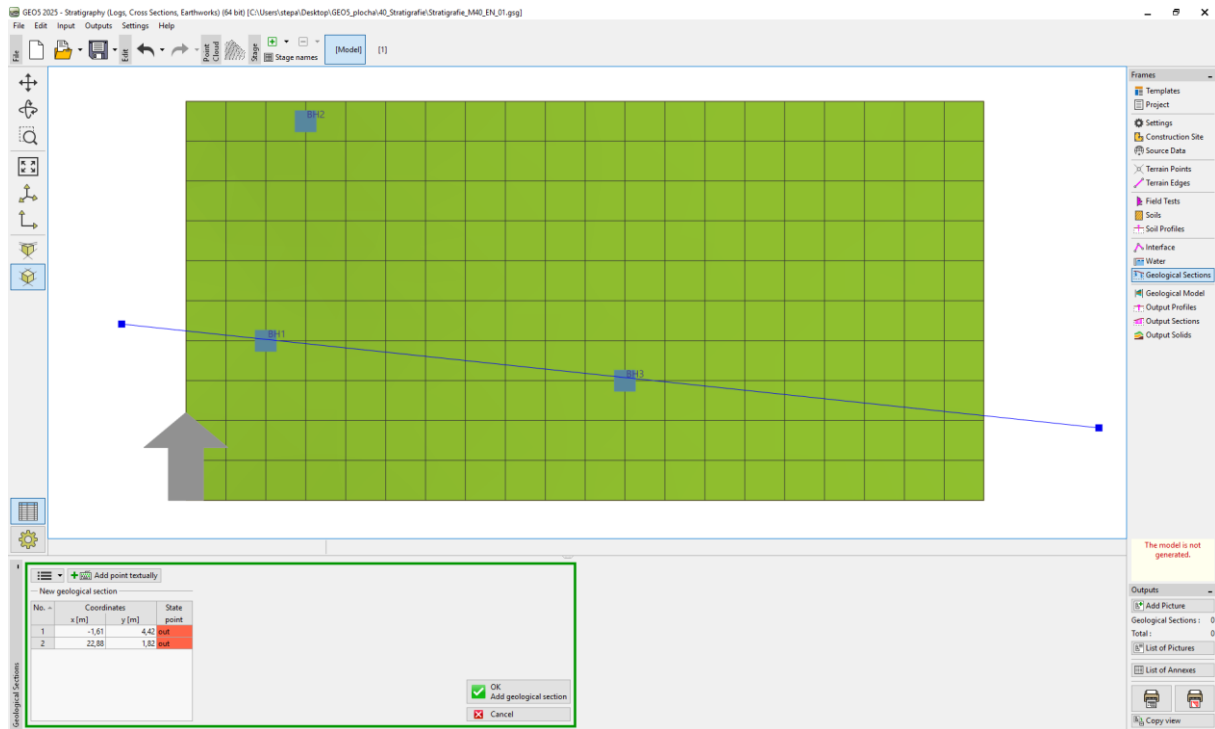 GEO5 2025 - Stratigraphy (Logs, Cross Sections, Earthworks) (64 bit) [C:\Users\stepa\Desktop\GEO5_plocha\40_Stratigrafie\Stratigrafie_M40_EN_01.gsg]
File Edit Input Outputs Settings Help
File
Edit
Point Cloud
Stage
Stage names
[Model]
[1]
BH2
BH1
BH3
Frames
Templates
Project
Settings
Construction Site
Source Data
Terrain Points
Terrain Edges
Field Tests
Soils
Soil Profiles
Interface
Water
Geological Sections
Geological Model
Output Profiles
Output Sections
Output Solids
The model is not
generated.
Outputs
Add Picture
Geological Sections : 0
Total : 0
List of Pictures
List of Annexes
Copy view
Geological Sections
Add point textually
New geological section
No. Coordinates State
x [m] y [m] point
1 -1,61 4,42 out
2 22,88 1,82 out
OK
Add geological section
Cancel